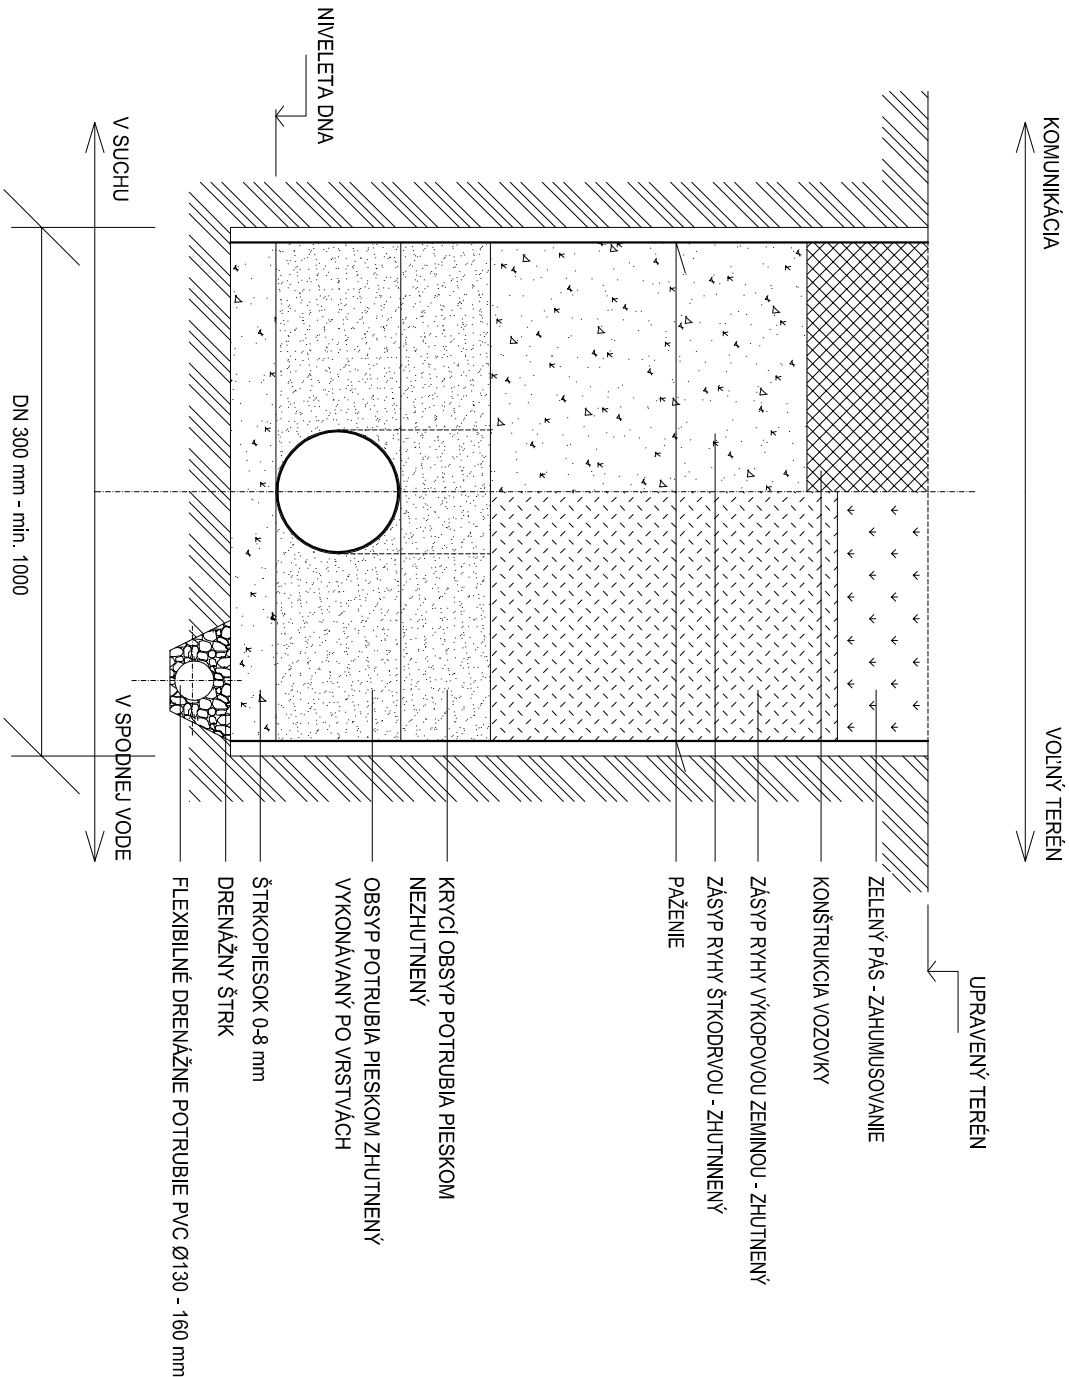 KOMUNIKÁCIA
VOĽNÝ TERÉN
UPRAVENÝ TERÉN
ZELENÝ PÁS - ZAHUMUSOVANIE
KONŠTRUKCIA VOZOVKY
ZÁSYP RYHY VÝKOPOVOU ZEMINOU - ZHUTNENÝ
ZÁSYP RYHY ŠTKODRVOU - ZHUTNNENÝ
PAŽENIE
KRYCÍ OBSYP POTRUBIA PIESKOM
NEZHUTNENÝ
OBSYP POTRUBIA PIESKOM ZHUTNENÝ
VYKONÁVANÝ PO VRSTVÁCH
NIVELETA DNA
ŠTRKOPIESOK 0-8 mm
DRENÁŽNY ŠTRK
FLEXIBILNÉ DRENÁŽNE POTRUBIE PVC Ø130 - 160 mm
V SUCHU
V SPODNEJ VODE
DN 300 mm - min. 1000